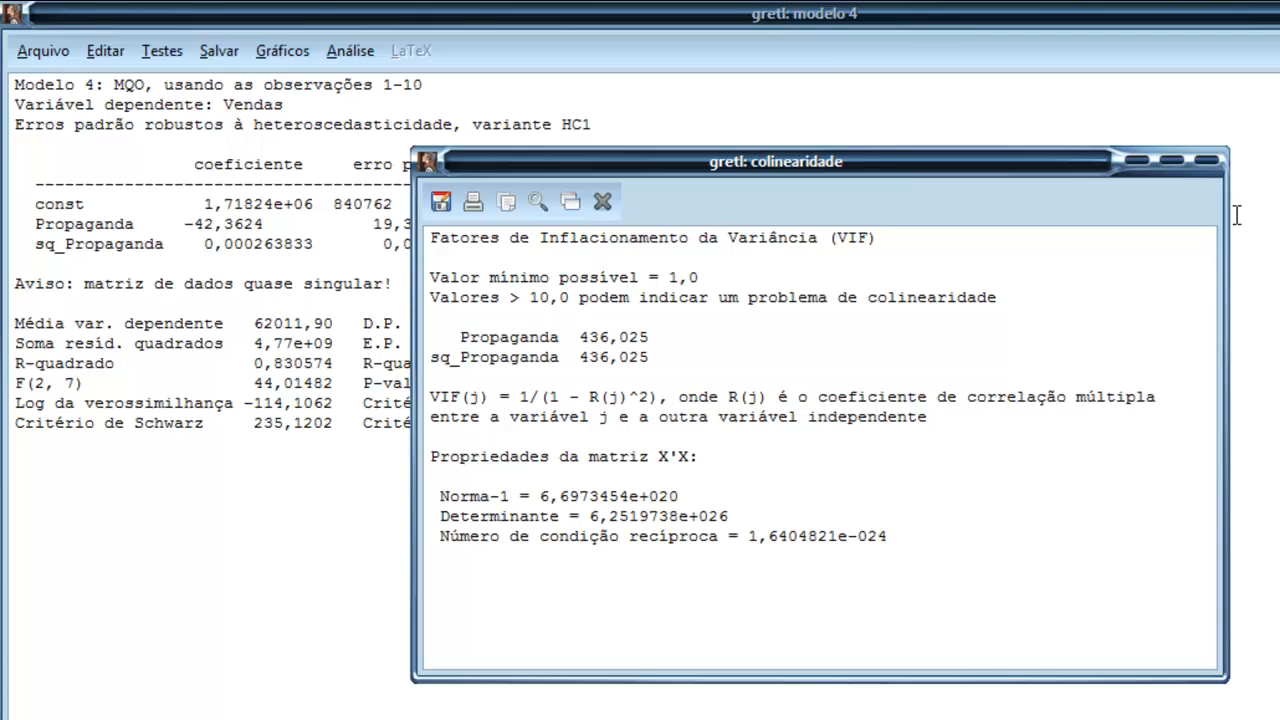 gretl: modelo 4
Arquivo Editar Testes Salvar Gráficos Análise LaTeX
Modelo 4: MQO, usando as observações 1-10
Variável dependente: Vendas
Erros padrão robustos à heteroscedasticidade, variante HC1
coeficiente erro p
const 1,71824e+06 840762
Propaganda -42,3624 19,3
sq_Propaganda 0,000263833 0,0
Aviso: matriz de dados quase singular!
Média var. dependente 62011,90 D.P.
Soma resíd. quadrados 4,77e+09 E.P.
R-quadrado 0,830574 R-qua
F(2, 7) 44,01482 P-val
Log da verossimilhança -114,1062 Crité
Critério de Schwarz 235,1202 Crité
gretl: colinearidade
Fatores de Inflacionamento da Variância (VIF)
Valor mínimo possível = 1,0
Valores > 10,0 podem indicar um problema de colinearidade
Propaganda 436,025
sq_Propaganda 436,025
VIF(j) = 1/(1 - R(j)^2), onde R(j) é o coeficiente de correlação múltipla
entre a variável j e a outra variável independente
Propriedades da matriz X'X:
Norma-1 = 6,6973454e+020
Determinante = 6,2519738e+026
Número de condição recíproca = 1,6404821e-024